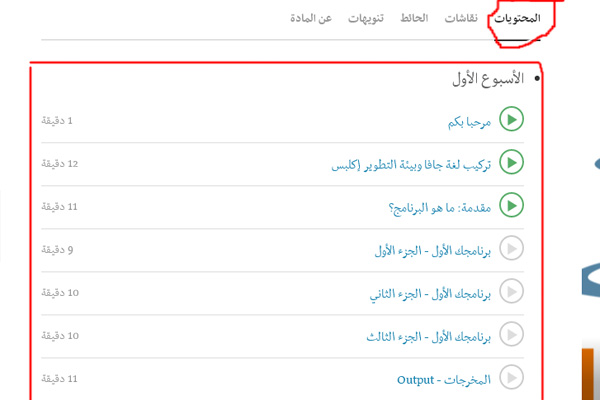 المحتويات نقاشات الحائط تنويهات عن المادة
الأسبوع الأول
مرحبا بكم 1 دقيقة
تركيب لغة جافا وبيئة التطوير (كلبس 12 دقيقة
مقدمة: ما هو البرنامج؟ 11 دقيقة
برنامجك الأول - الجزء الأول 9 دقيقة
برنامجك الأول - الجزء الثاني 10 دقيقة
برنامجك الأول - الجزء الثالث 10 دقيقة
المخرجات - Output 11 دقيقة